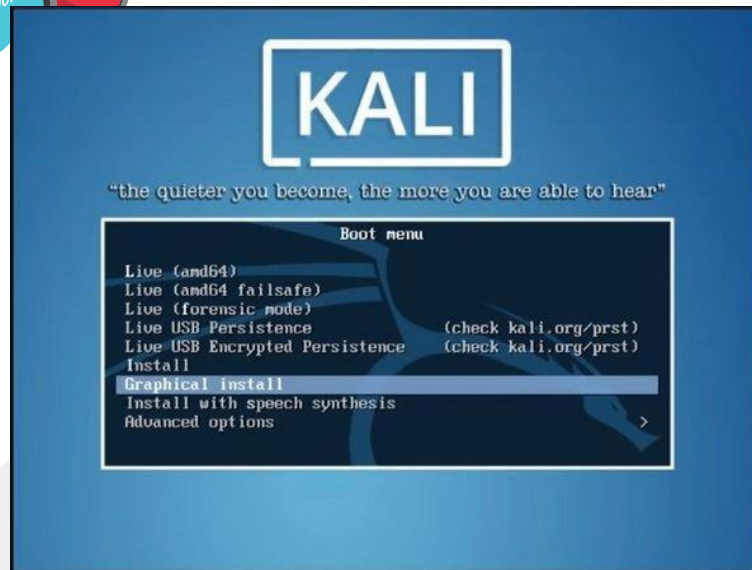 KALI
“the quieter you become, the more you are able to hear”
Boot menu
Live (amd64)
Live (amd64 failsafe)
Live (forensic mode)
Live USB Persistence (check kali.org/prst)
Live USB Encrypted Persistence (check kali.org/prst)
Install
Graphical install
Install with speech synthesis
Advanced options >